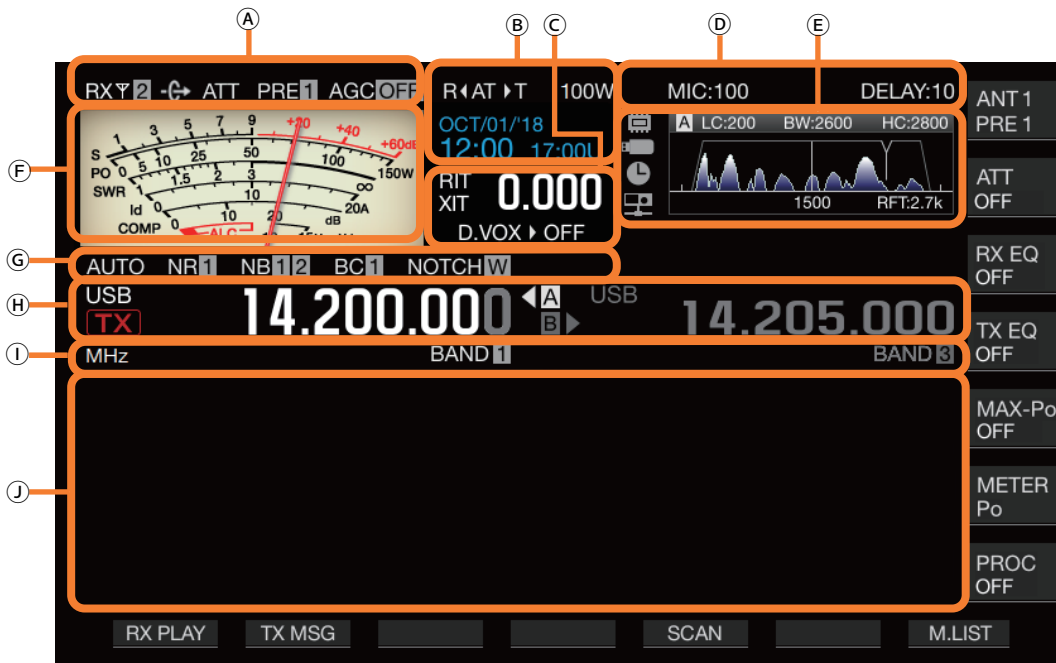 Ⓐ Ⓑ Ⓒ Ⓓ Ⓔ
RX 2 ATT PRE 1 AGC OFF
R AT T 100W
MIC:100 DELAY:10
OCT/01/'18
12:00 17:00
A LC:200 BW:2600 HC:2800
1500 RFT:2.7k
Ⓕ
S 1 3 5 7 9 +20 +40 +60dB
PO 0 5 10 25 50 100 150W
SWR 1 1.5 2 3 ∞
Id 0 10 20A
COMP 0 10 20 dB
ALC
RIT
XIT 0.000
D.VOX OFF
Ⓖ
AUTO NR 1 NB 1 2 BC 1 NOTCH W
Ⓗ
USB 14.200.000 A USB 14.205.000
TX B
Ⓘ
MHz BAND 1 BAND 3
Ⓙ
ANT 1
PRE 1
ATT
OFF
RX EQ
OFF
TX EQ
OFF
MAX-Po
OFF
METER
Po
PROC
OFF
RX PLAY TX MSG SCAN M.LIST